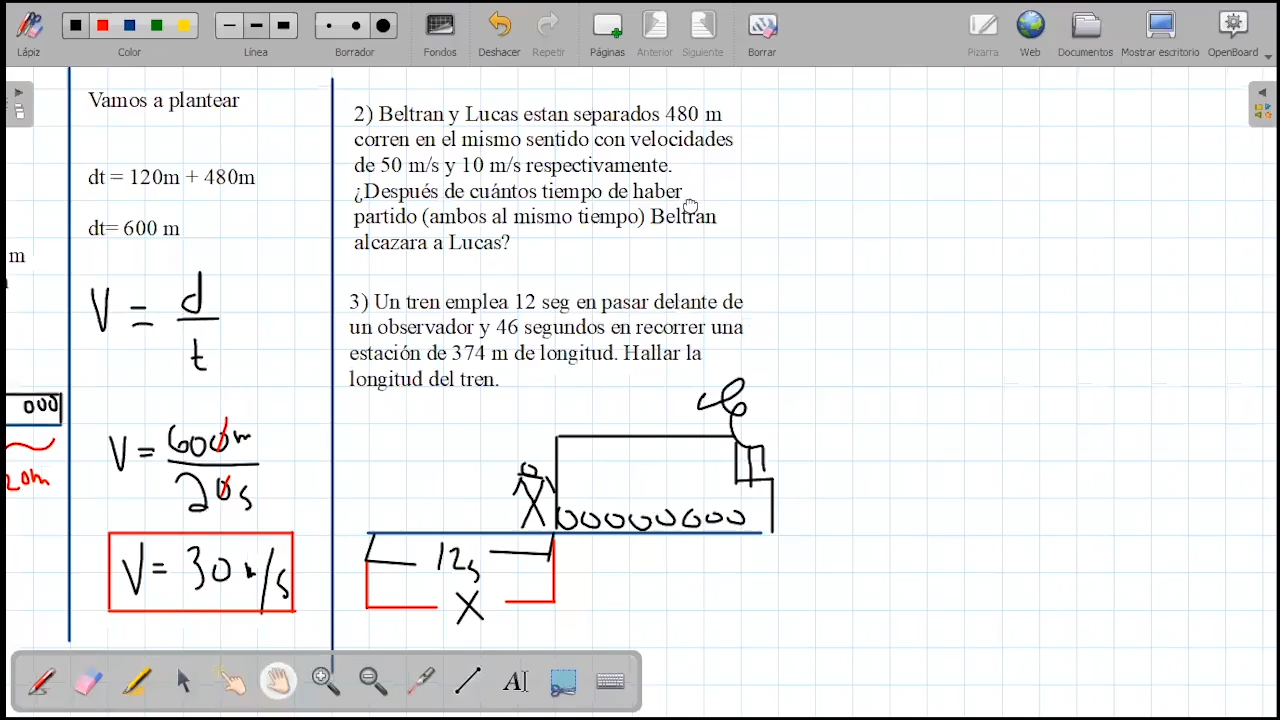 Lápiz
Color
Línea
Borrador
Fondos
Deshacer
Repetir
Páginas
Anterior
Siguiente
Borrar
Pizarra
Web
Documentos
Mostrar escritorio
OpenBoard
Vamos a plantear
dt = 120m + 480m
dt= 600 m
m
V = d
t
000
20m
V = 600m
20s
V = 30 m/s
2) Beltran y Lucas estan separados 480 m
corren en el mismo sentido con velocidades
de 50 m/s y 10 m/s respectivamente.
¿Después de cuántos tiempo de haber
partido (ambos al mismo tiempo) Beltran
alcazara a Lucas?
3) Un tren emplea 12 seg en pasar delante de
un observador y 46 segundos en recorrer una
estación de 374 m de longitud. Hallar la
longitud del tren.
12s
X
AI